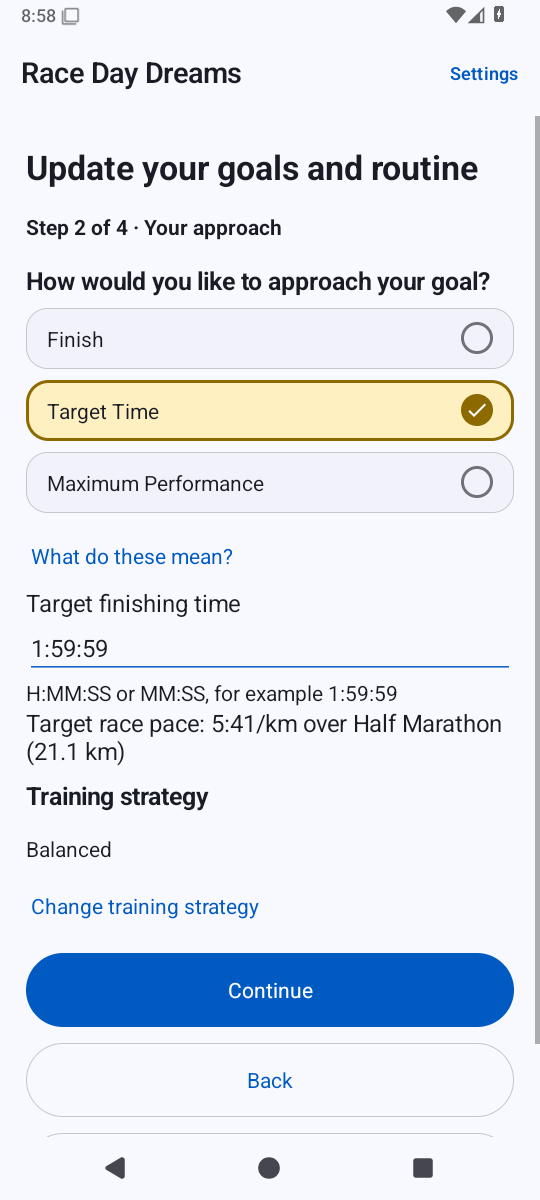 8:58
Race Day Dreams
Settings
Update your goals and routine
Step 2 of 4 · Your approach
How would you like to approach your goal?
Finish
Target Time
Maximum Performance
What do these mean?
Target finishing time
1:59:59
H:MM:SS or MM:SS, for example 1:59:59
Target race pace: 5:41/km over Half Marathon
(21.1 km)
Training strategy
Balanced
Change training strategy
Continue
Back